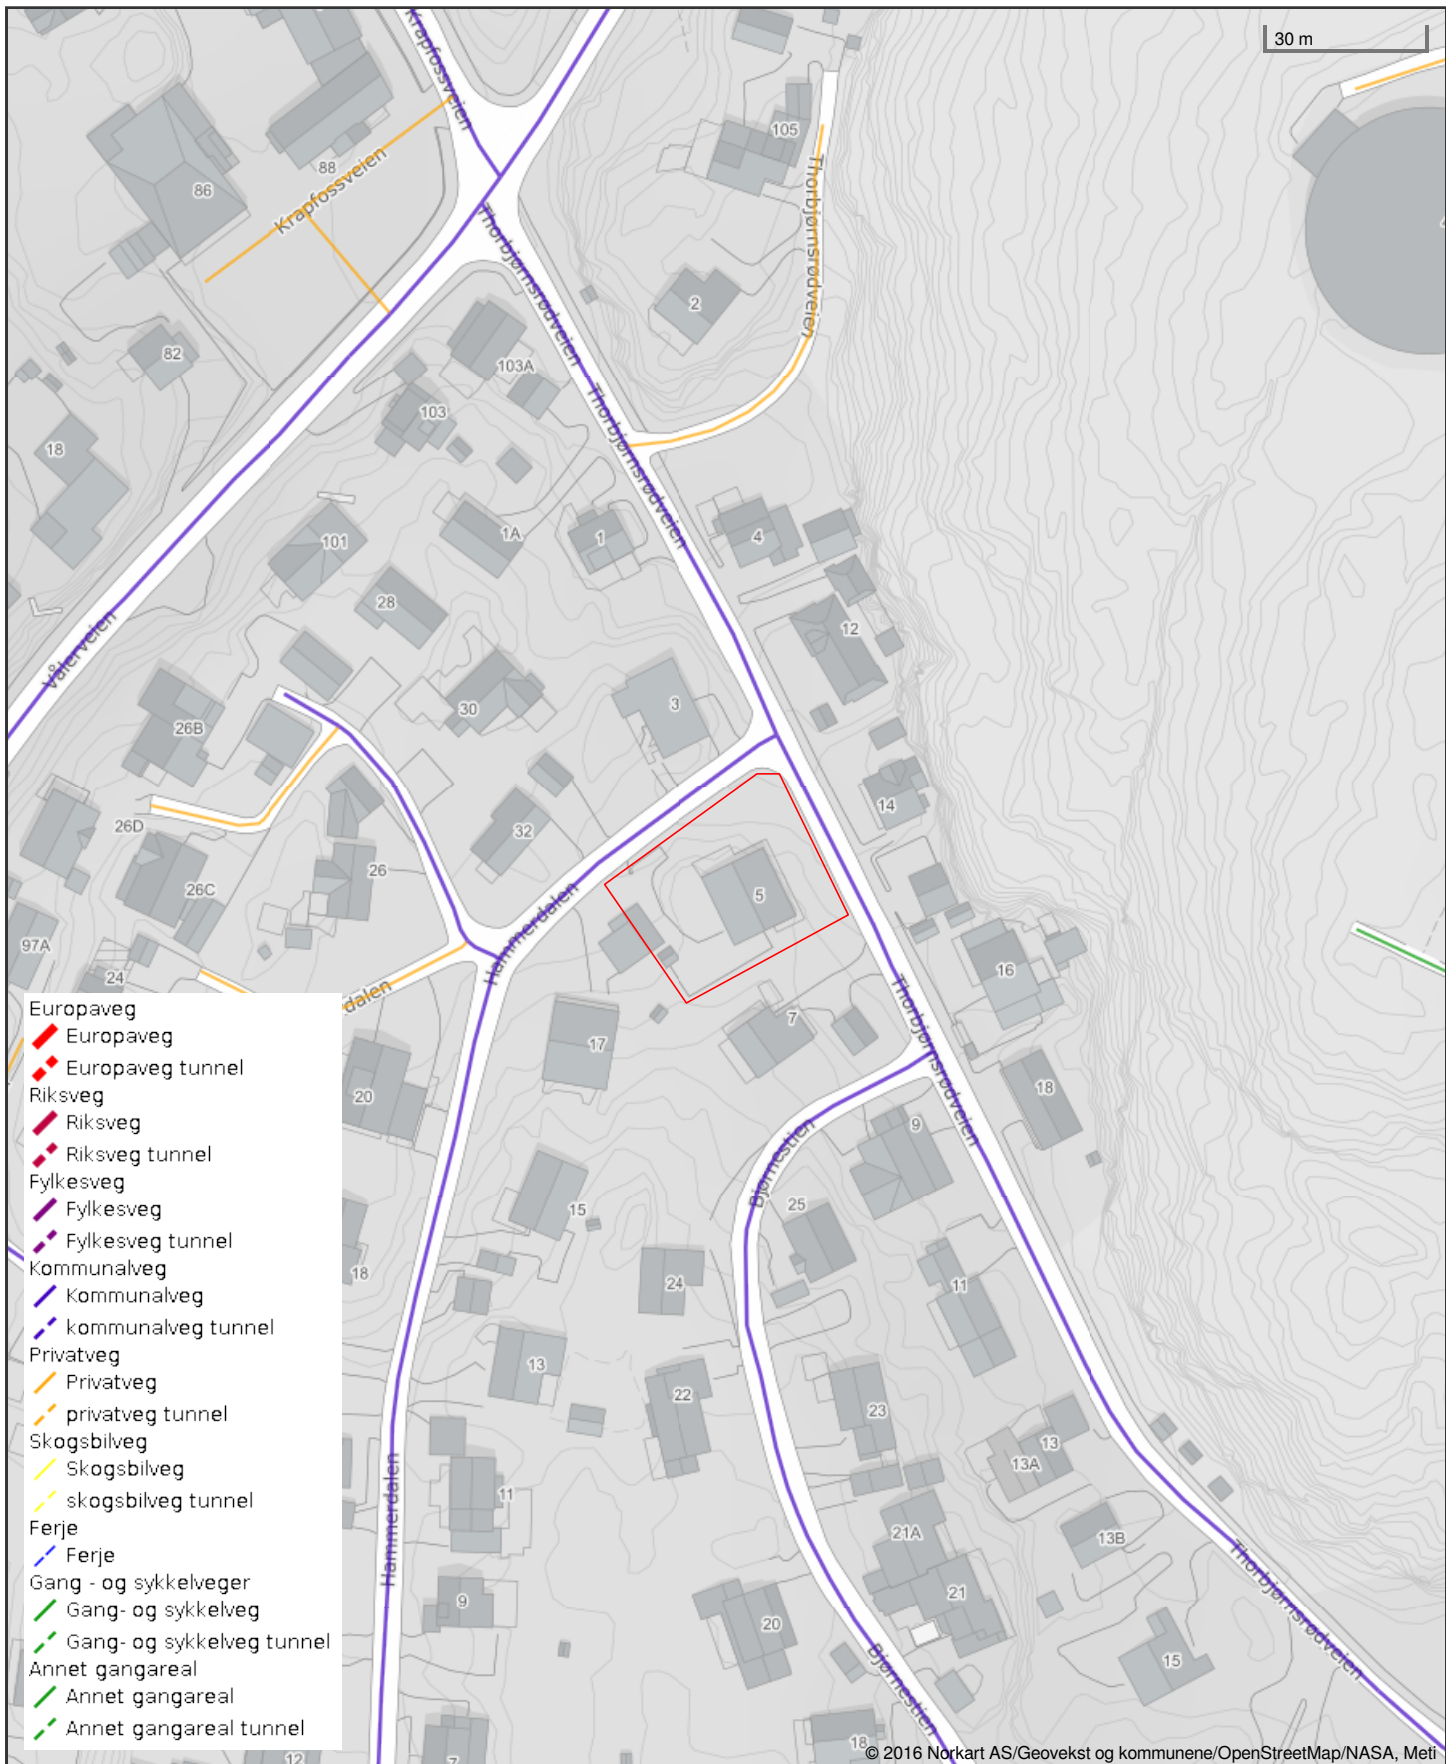 30 m
Krapfossveien
105
88
86
Krapfossveien
Thorbjørnsrødveien
Thorbjørnsrødveien
2
82
103A
103
Thorbjørnsrødveien
18
1A
1
4
101
Thorbjørnsrødveien
28
12
Vålerveien
30
3
26B
14
26D
32
26
26C
5
Hammerdalen
97A
24
16
dalen
17
7
Thorbjørnsrødveien
20
18
9
Bjørnestien
25
15
18
24
11
13
22
23
13
13A
11
Hammerdalen
21A
13B
9
21
20
Thorbjørnsrødveien
15
Bjørnestien
18
7
12
Europaveg
Europaveg
Europaveg tunnel
Riksveg
Riksveg
Riksveg tunnel
Fylkesveg
Fylkesveg
Fylkesveg tunnel
Kommunalveg
Kommunalveg
kommunalveg tunnel
Privatveg
Privatveg
privatveg tunnel
Skogsbilveg
Skogsbilveg
skogsbilveg tunnel
Ferje
Ferje
Gang - og sykkelveger
Gang- og sykkelveg
Gang- og sykkelveg tunnel
Annet gangareal
Annet gangareal
Annet gangareal tunnel
© 2016 Norkart AS/Geovekst og kommunene/OpenStreetMap/NASA, Meti